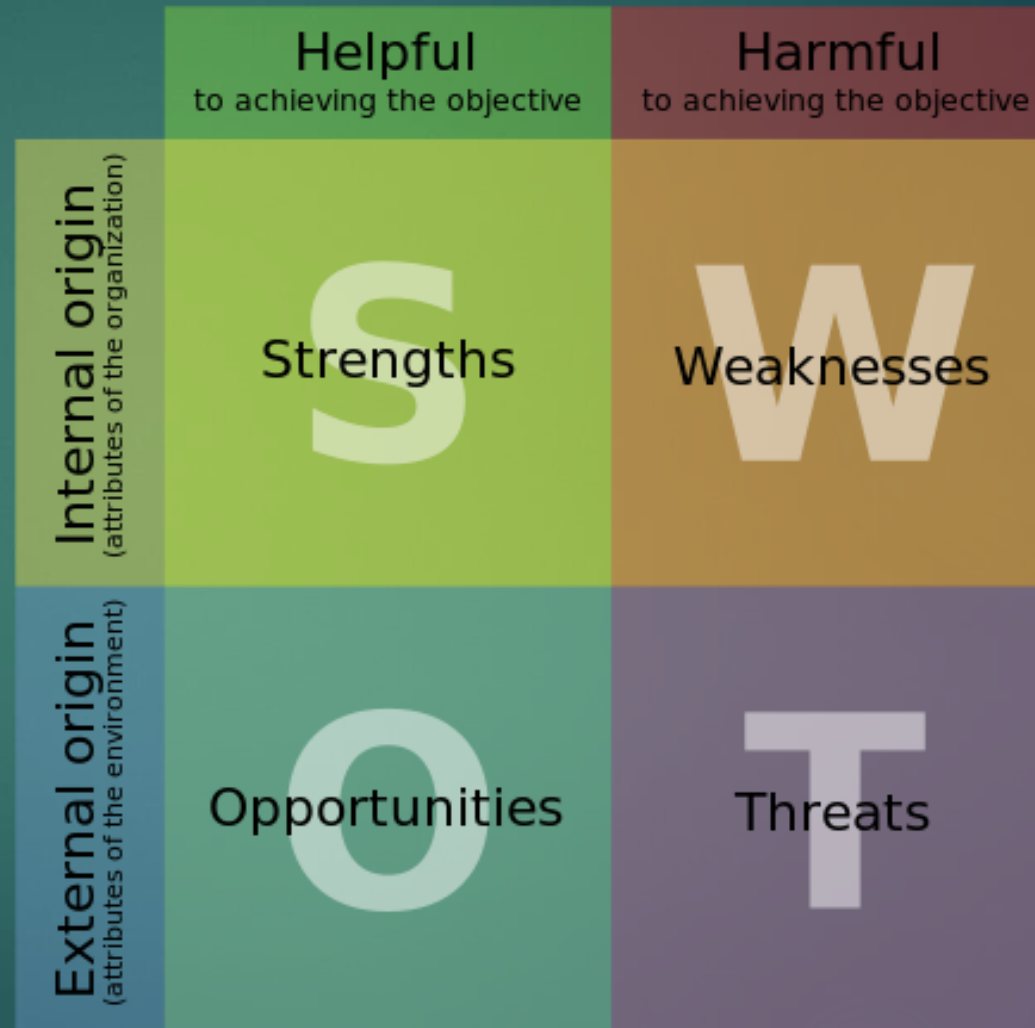 Helpful
to achieving the objective
Harmful
to achieving the objective
Internal origin
(attributes of the organization)
S
Strengths
W
Weaknesses
External origin
(attributes of the environment)
O
Opportunities
T
Threats